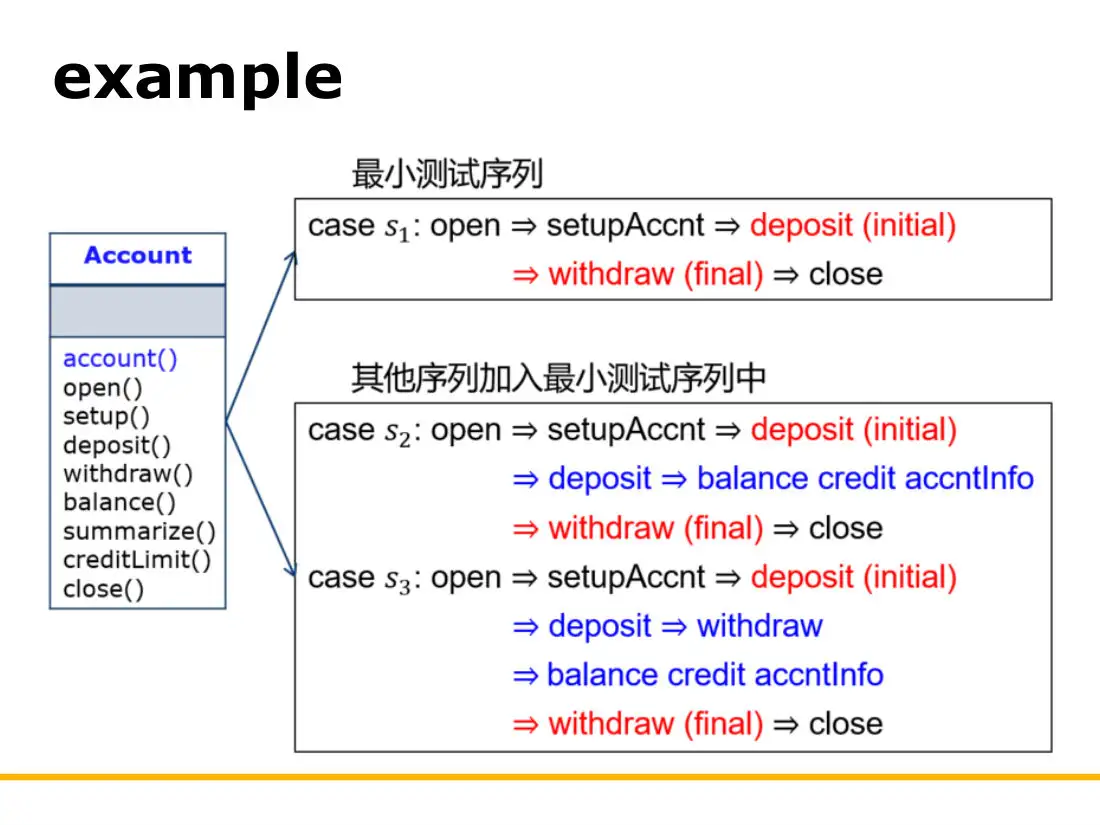 example
最小测试序列
case s1: open ⇒ setupAccnt ⇒ deposit (initial)
⇒ withdraw (final) ⇒ close
Account
account()
open()
setup()
deposit()
withdraw()
balance()
summarize()
creditLimit()
close()
其他序列加入最小测试序列中
case s2: open ⇒ setupAccnt ⇒ deposit (initial)
⇒ deposit ⇒ balance credit accntInfo
⇒ withdraw (final) ⇒ close
case s3: open ⇒ setupAccnt ⇒ deposit (initial)
⇒ deposit ⇒ withdraw
⇒ balance credit accntInfo
⇒ withdraw (final) ⇒ close